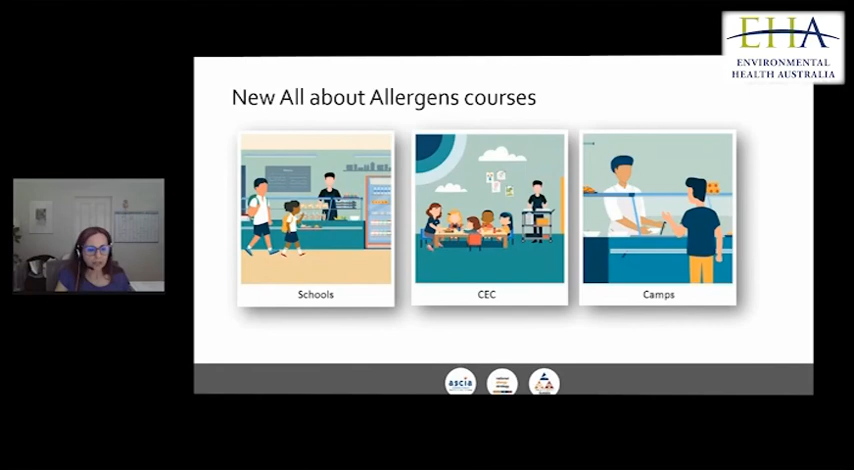 EHA
ENVIRONMENTAL
HEALTH AUSTRALIA
New All about Allergens courses
Schools
CEC
Camps
ascia